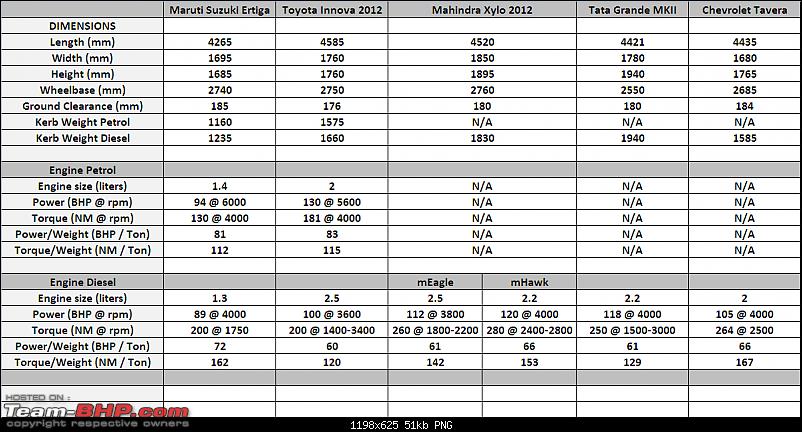 Maruti Suzuki Ertiga Toyota Innova 2012 Mahindra Xylo 2012 Tata Grande MKII Chevrolet Tavera
DIMENSIONS
Length (mm) 4265 4585 4520 4421 4435
Width (mm) 1695 1760 1850 1780 1680
Height (mm) 1685 1760 1895 1940 1765
Wheelbase (mm) 2740 2750 2760 2550 2685
Ground Clearance (mm) 185 176 180 180 184
Kerb Weight Petrol 1160 1575 N/A N/A N/A
Kerb Weight Diesel 1235 1660 1830 1940 1585
Engine Petrol
Engine size (liters) 1.4 2 N/A N/A N/A
Power (BHP @ rpm) 94 @ 6000 130 @ 5600 N/A N/A N/A
Torque (NM @ rpm) 130 @ 4000 181 @ 4000 N/A N/A N/A
Power/Weight (BHP / Ton) 81 83 N/A N/A N/A
Torque/Weight (NM / Ton) 112 115 N/A N/A N/A
Engine Diesel mEagle mHawk
Engine size (liters) 1.3 2.5 2.5 2.2 2.2 2
Power (BHP @ rpm) 89 @ 4000 100 @ 3600 112 @ 3800 120 @ 4000 118 @ 4000 105 @ 4000
Torque (NM @ rpm) 200 @ 1750 200 @ 1400-3400 260 @ 1800-2200 280 @ 2400-2800 250 @ 1500-3000 264 @ 2500
Power/Weight (BHP / Ton) 72 60 61 66 61 66
Torque/Weight (NM / Ton) 162 120 142 153 129 167
HOSTED ON :
Team-BHP.com
copyright respective owners
1198x625 51kb PNG